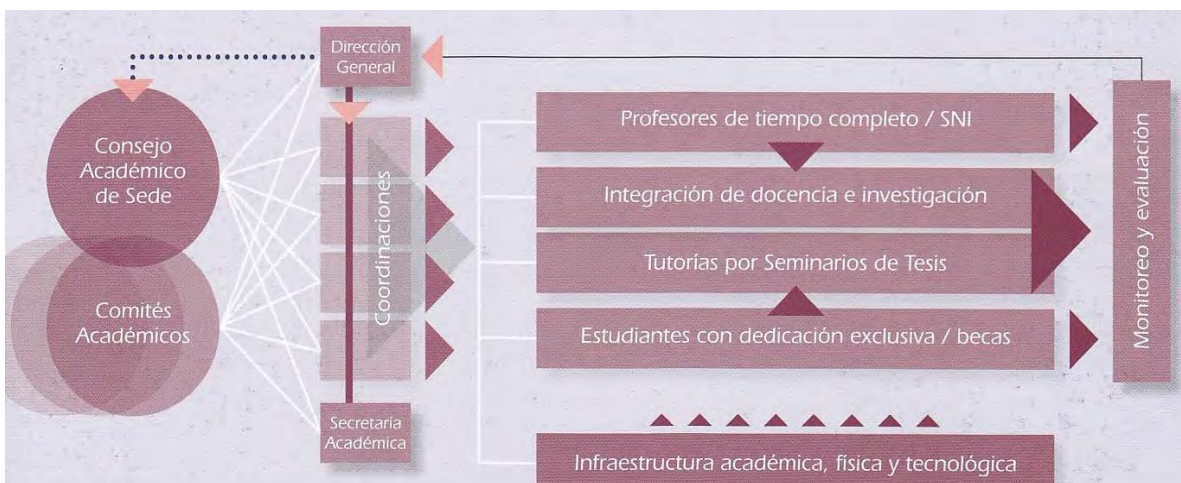 Dirección
General
Consejo
Académico
de Sede
Comités
Académicos
Coordinaciones
Secretaria
Académica
Profesores de tiempo completo / SNI
Integración de docencia e investigación
Tutorías por Seminarios de Tesis
Estudiantes con dedicación exclusiva / becas
Infraestructura académica, física y tecnológica
Monitoreo y evaluación